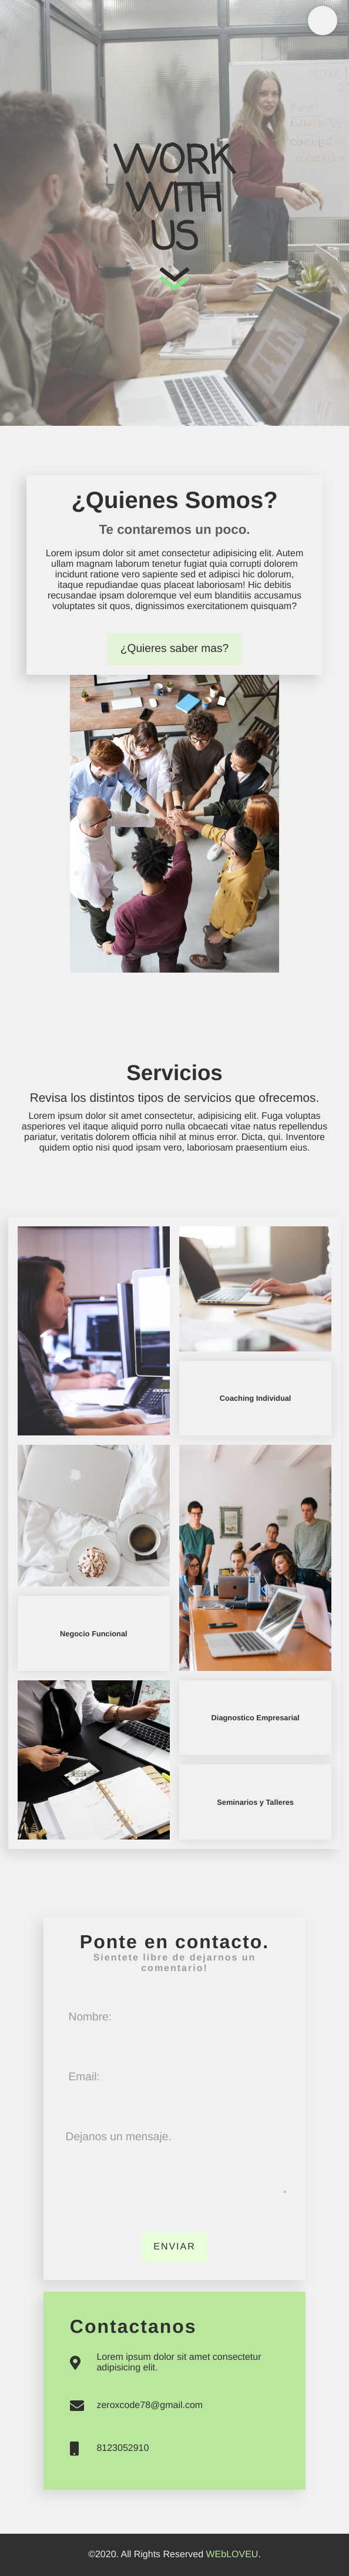 WORK
WITH
US
¿Quienes Somos?
Te contaremos un poco.
Lorem ipsum dolor sit amet consectetur adipisicing elit. Autem
ullam magnam laborum tenetur fugiat quia corrupti dolorem
incidunt ratione vero sapiente sed et adipisci hic dolorum,
itaque repudiandae quas placeat laboriosam! Hic debitis
recusandae ipsam doloremque vel eum blanditiis accusamus
voluptates sit quos, dignissimos exercitationem quisquam?
¿Quieres saber mas?
Servicios
Revisa los distintos tipos de servicios que ofrecemos.
Lorem ipsum dolor sit amet consectetur, adipisicing elit. Fuga voluptas
asperiores vel itaque aliquid porro nulla obcaecati vitae natus repellendus
pariatur, veritatis dolorem officia nihil at minus error. Dicta, qui. Inventore
quidem optio nisi quod ipsam vero, laboriosam praesentium eius.
Coaching Individual
Negocio Funcional
Diagnostico Empresarial
Seminarios y Talleres
Ponte en contacto.
Sientete libre de dejarnos un
comentario!
Nombre:
Email:
Dejanos un mensaje.
ENVIAR
Contactanos
Lorem ipsum dolor sit amet consectetur
adipisicing elit.
zeroxcode78@gmail.com
8123052910
©2020. All Rights Reserved WEbLOVEU.